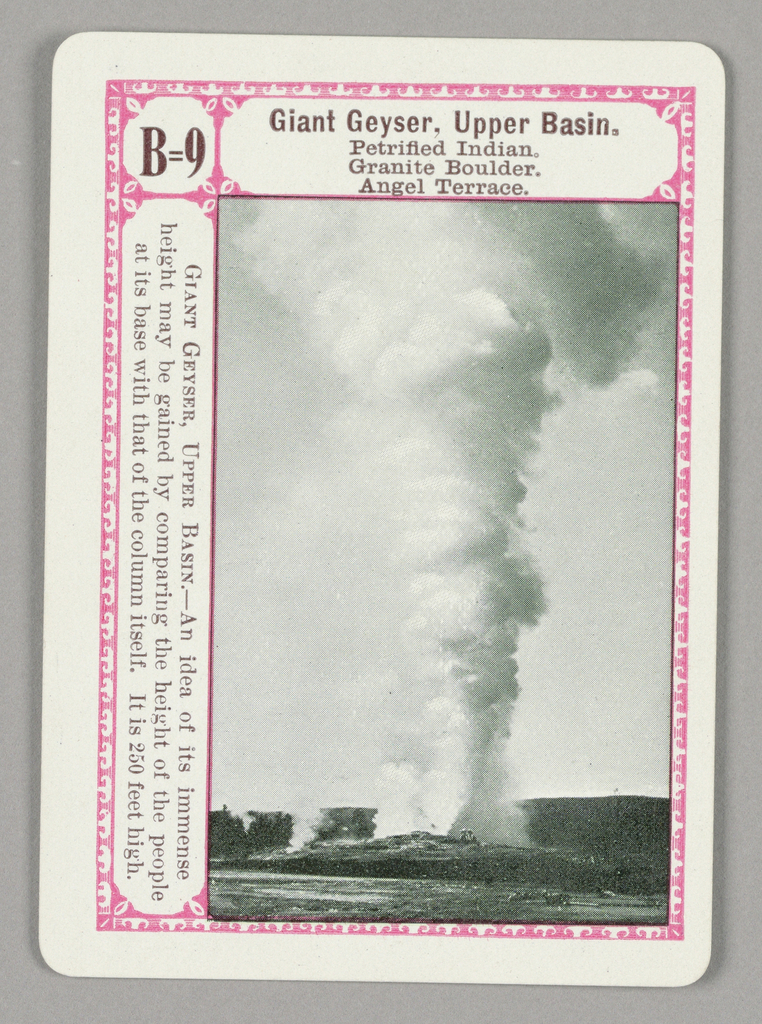 B=9
Giant Geyser, Upper Basin.
Petrified Indian.
Granite Boulder.
Angel Terrace.
GIANT GEYSER, UPPER BASIN.—An idea of its immense
height may be gained by comparing the height of the people
at its base with that of the column itself. It is 250 feet high.